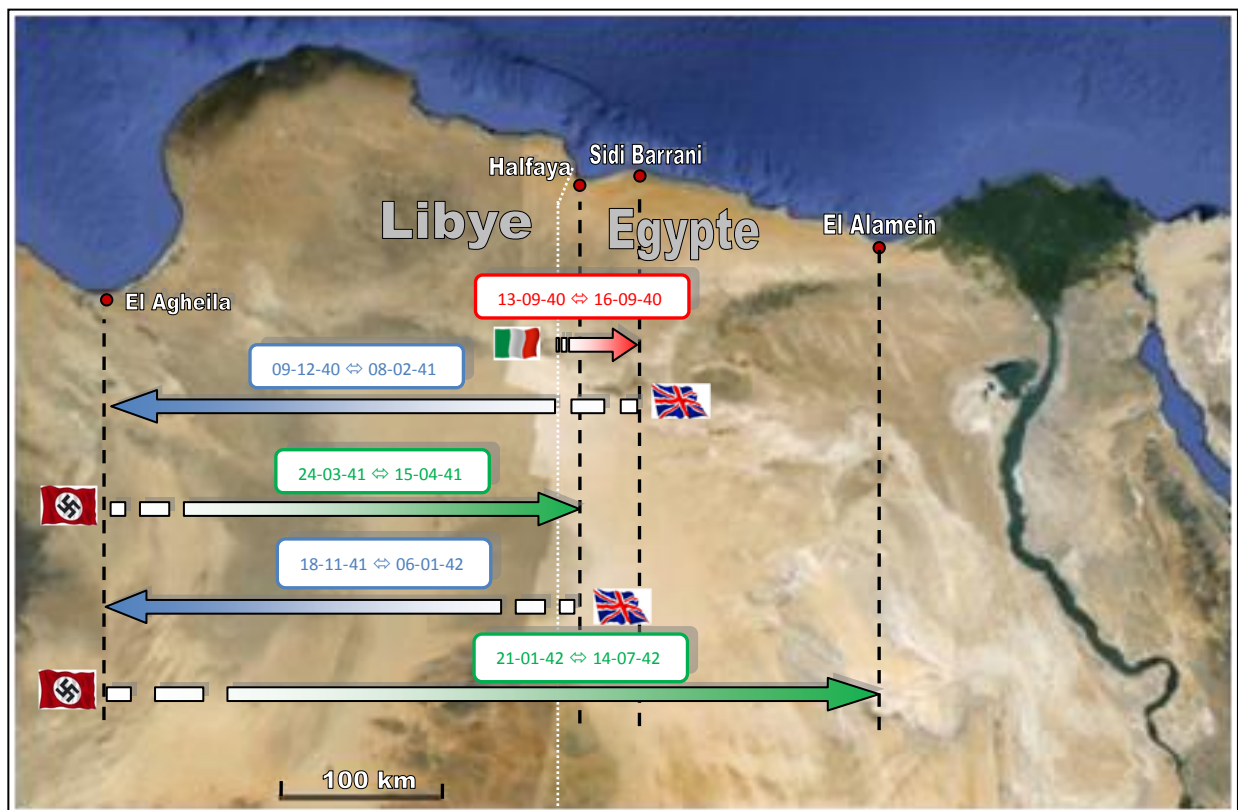 Halfaya
Sidi Barrani
Libye
Egypte
El Alamein
El Agheila
13-09-40 ⬄ 16-09-40
09-12-40 ⬄ 08-02-41
24-03-41 ⬄ 15-04-41
18-11-41 ⬄ 06-01-42
21-01-42 ⬄ 14-07-42
100 km